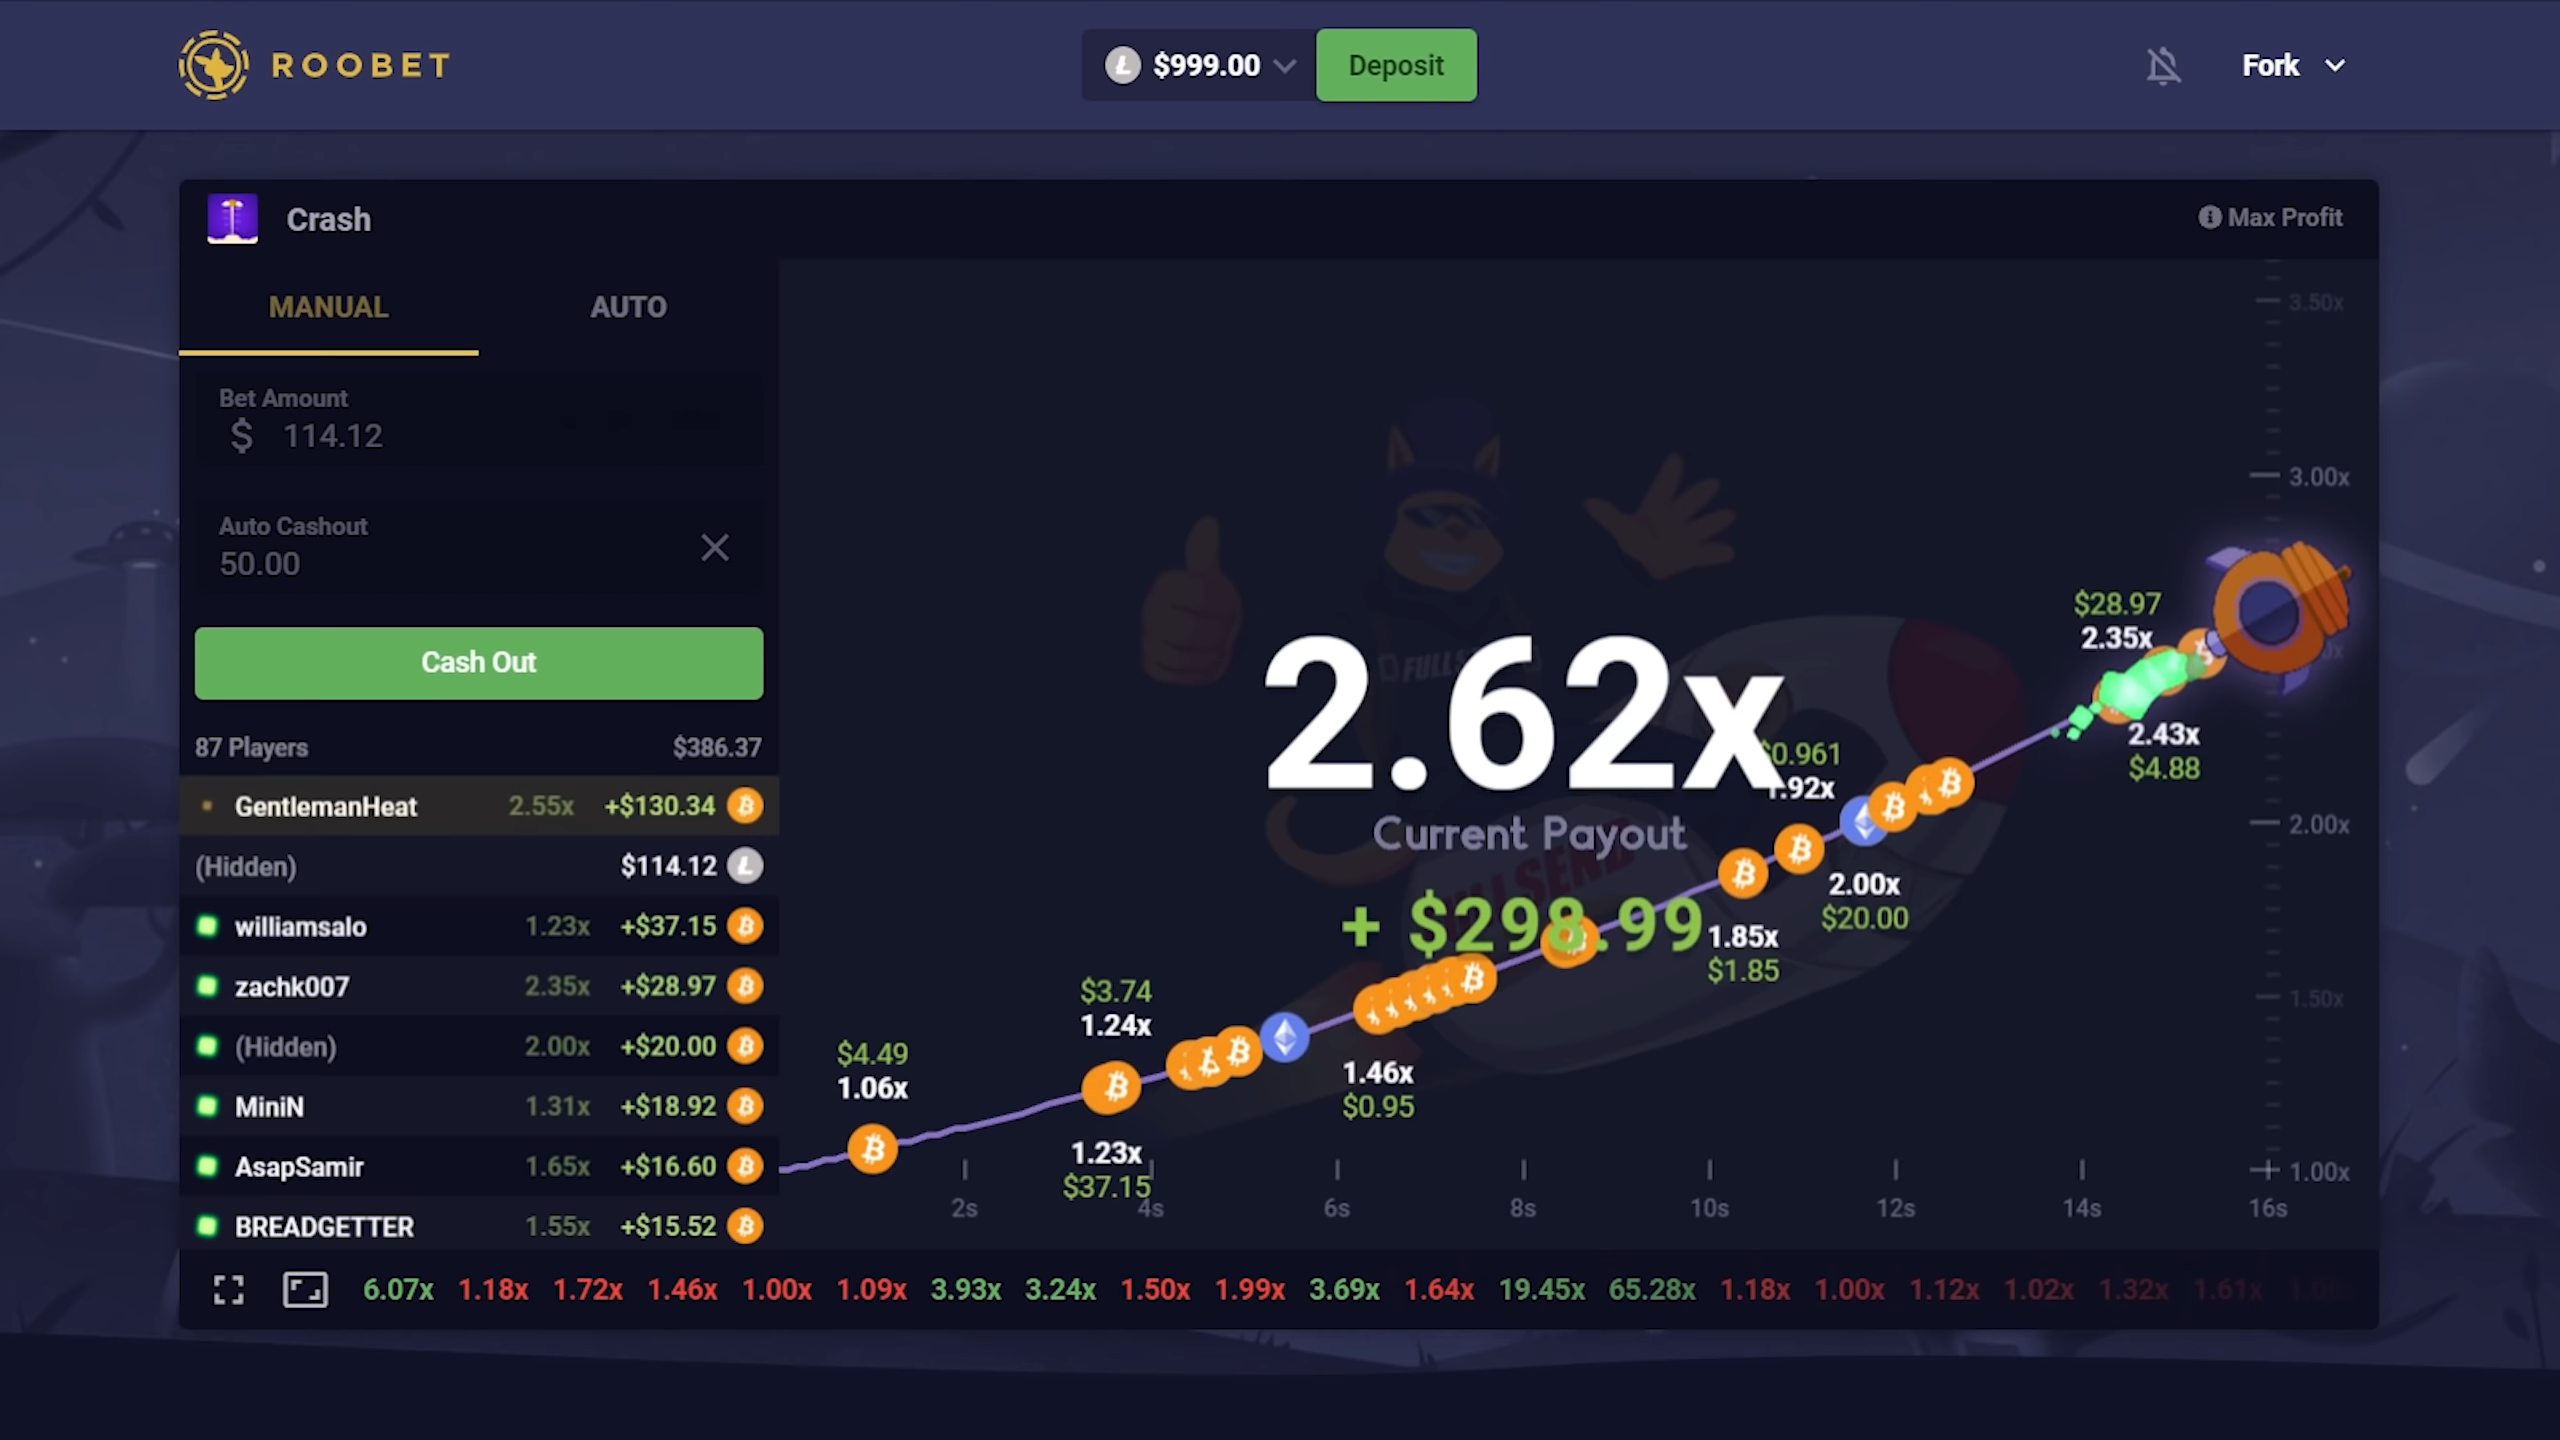 ROOBET
$999.00
Deposit
Fork
Crash
Max Profit
MANUAL
AUTO
Bet Amount
$ 114.12
Auto Cashout
50.00
Cash Out
87 Players $386.37
GentlemanHeat 2.55x +$130.34
(Hidden) $114.12
williamsalo 1.23x +$37.15
zachk007 2.35x +$28.97
(Hidden) 2.00x +$20.00
MiniN 1.31x +$18.92
AsapSamir 1.65x +$16.60
BREADGETTER 1.55x +$15.52
2.62x
Current Payout
+ $298.99
$4.49
1.06x
$3.74
1.24x
1.23x
$37.15
1.46x
$0.95
1.85x
$1.85
$0.961
1.92x
2.00x
$20.00
$28.97
2.35x
2.43x
$4.88
3.50x
3.00x
2.00x
1.50x
1.00x
2s 4s 6s 8s 10s 12s 14s 16s
6.07x 1.18x 1.72x 1.46x 1.00x 1.09x 3.93x 3.24x 1.50x 1.99x 3.69x 1.64x 19.45x 65.28x 1.18x 1.00x 1.12x 1.02x 1.32x 1.61x